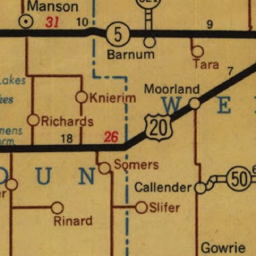 Manson
31
10
5
9
Barnum
Tara
7
Lakes
Knierim
Moorland
W E
Richards
20
18
26
O U N
Somers
Callender
50
Rinard
Slifer
Gowrie